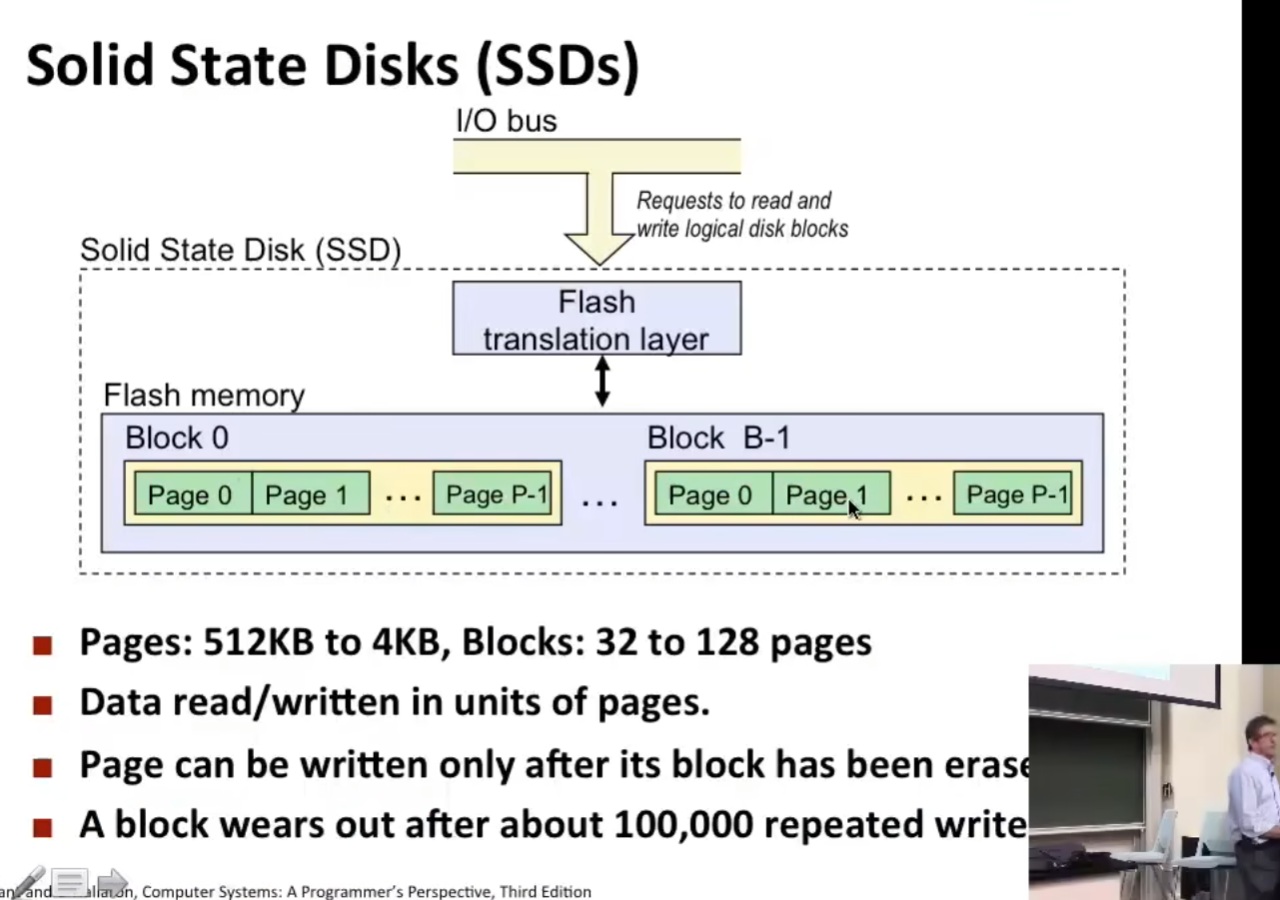 Solid State Disks (SSDs)
I/O bus
Requests to read and
write logical disk blocks
Solid State Disk (SSD)
Flash
translation layer
Flash memory
Block 0
Block B-1
Page 0 Page 1 ... Page P-1 ... Page 0 Page 1 ... Page P-1
Pages: 512KB to 4KB, Blocks: 32 to 128 pages
Data read/written in units of pages.
Page can be written only after its block has been erase
A block wears out after about 100,000 repeated write
and Computer Systems: A Programmer's Perspective, Third Edition